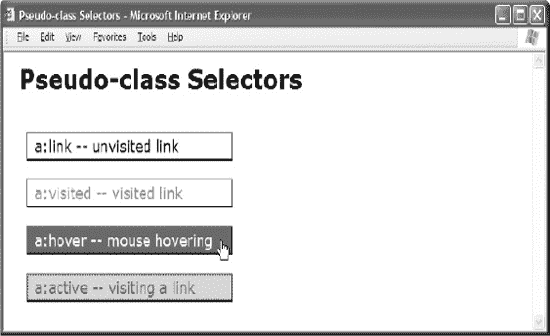 Pseudo-class Selectors - Microsoft Internet Explorer
File Edit View Favorites Tools Help
Pseudo-class Selectors
a:link -- unvisited link
a:visited -- visited link
a:hover -- mouse hovering
a:active -- visiting a link